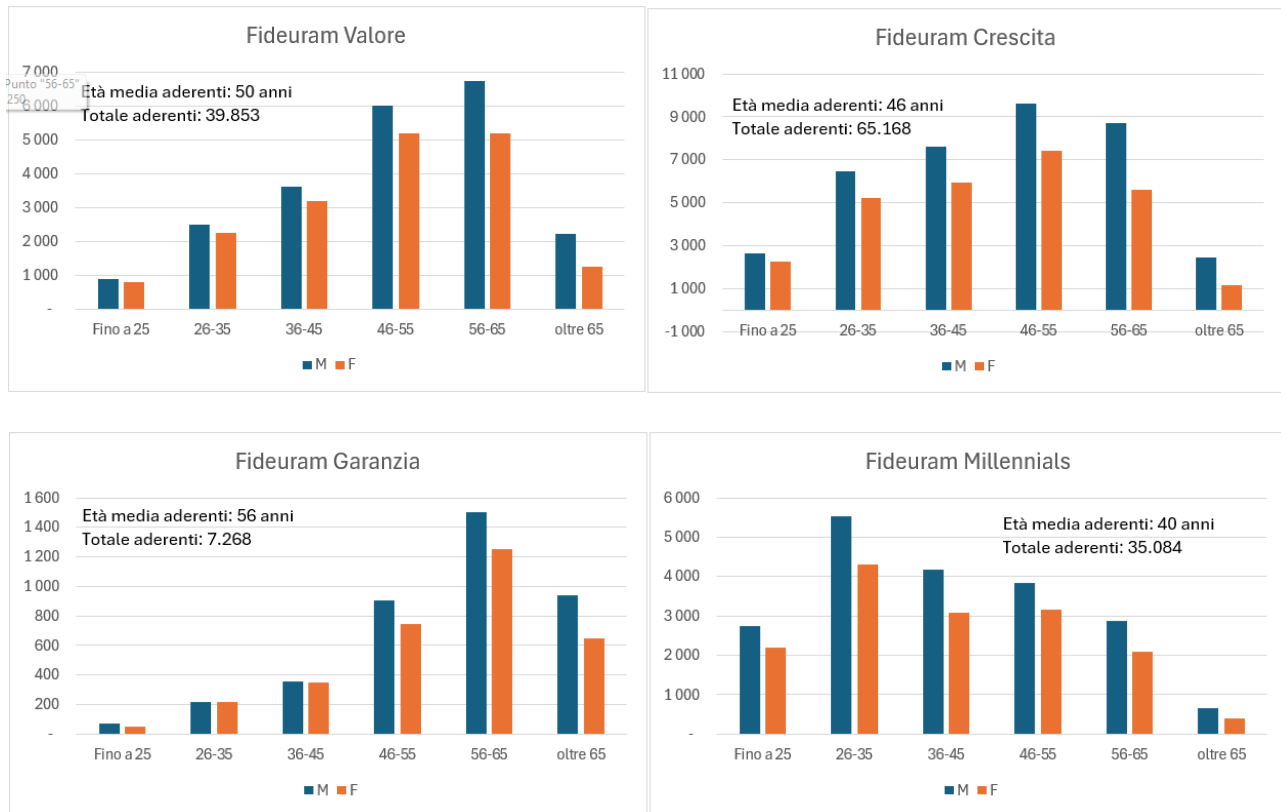 Fideuram Valore
7 000
Punto "56-65"
250
Età media aderenti: 50 anni
Totale aderenti: 39.853
6 000
5 000
4 000
3 000
2 000
1 000
-
Fino a 25 26-35 36-45 46-55 56-65 oltre 65
M F
Fideuram Crescita
11 000
Età media aderenti: 46 anni
Totale aderenti: 65.168
9 000
7 000
5 000
3 000
1 000
-1 000
Fino a 25 26-35 36-45 46-55 56-65 oltre 65
M F
Fideuram Garanzia
1 600
Età media aderenti: 56 anni
Totale aderenti: 7.268
1 400
1 200
1 000
800
600
400
200
-
Fino a 25 26-35 36-45 46-55 56-65 oltre 65
M F
Fideuram Millennials
6 000
Età media aderenti: 40 anni
Totale aderenti: 35.084
5 000
4 000
3 000
2 000
1 000
-
Fino a 25 26-35 36-45 46-55 56-65 oltre 65
M F